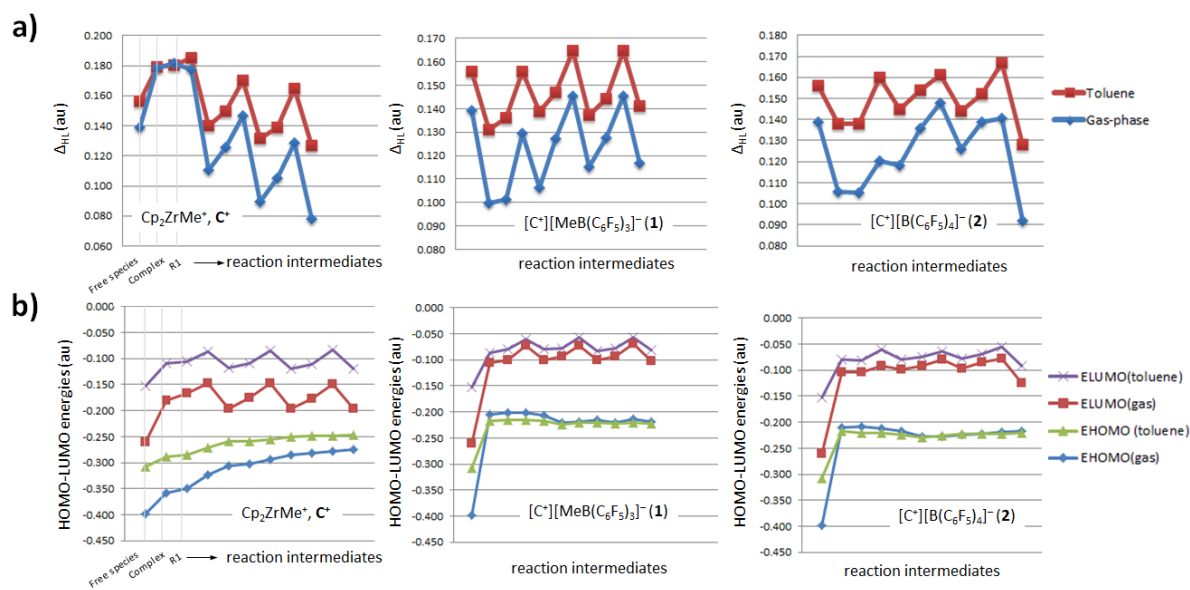 a)
0.200
0.180
0.160
0.140
0.120
0.100
0.080
0.060
ΔHL (au)
Cp₂ZrMe⁺, C⁺
Free species
Complex
R1
reaction intermediates
0.170
0.160
0.150
0.140
0.130
0.120
0.110
0.100
0.090
0.080
ΔHL (au)
[C⁺][MeB(C₆F₅)₃]⁻ (1)
reaction intermediates
0.180
0.170
0.160
0.150
0.140
0.130
0.120
0.110
0.100
0.090
0.080
ΔHL (au)
[C⁺][B(C₆F₅)₄]⁻ (2)
reaction intermediates
Toluene
Gas-phase
b)
0.000
-0.050
-0.100
-0.150
-0.200
-0.250
-0.300
-0.350
-0.400
-0.450
HOMO-LUMO energies (au)
Cp₂ZrMe⁺, C⁺
Free species
Complex
R1
reaction intermediates
0.000
-0.050
-0.100
-0.150
-0.200
-0.250
-0.300
-0.350
-0.400
-0.450
HOMO-LUMO energies (au)
[C⁺][MeB(C₆F₅)₃]⁻ (1)
reaction intermediates
0.000
-0.050
-0.100
-0.150
-0.200
-0.250
-0.300
-0.350
-0.400
-0.450
HOMO-LUMO energies (au)
[C⁺][B(C₆F₅)₄]⁻ (2)
reaction intermediates
ELUMO(toluene)
ELUMO(gas)
EHOMO (toluene)
EHOMO(gas)